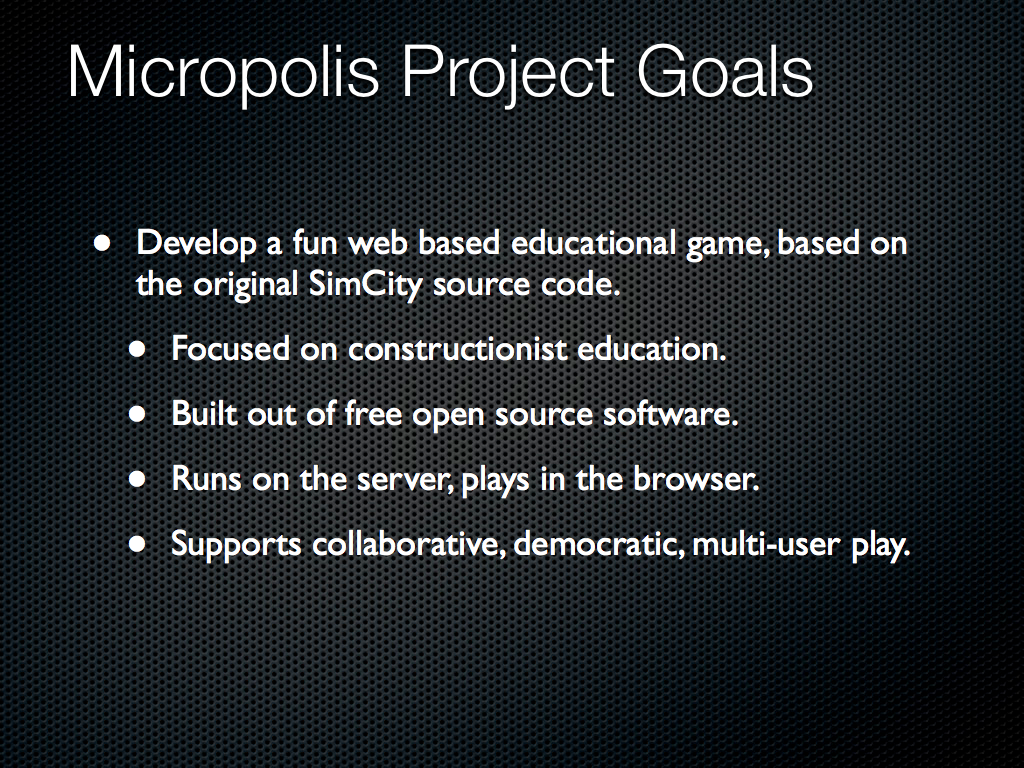 Micropolis Project Goals
• Develop a fun web based educational game, based on
the original SimCity source code.
• Focused on constructionist education.
• Built out of free open source software.
• Runs on the server, plays in the browser.
• Supports collaborative, democratic, multi-user play.